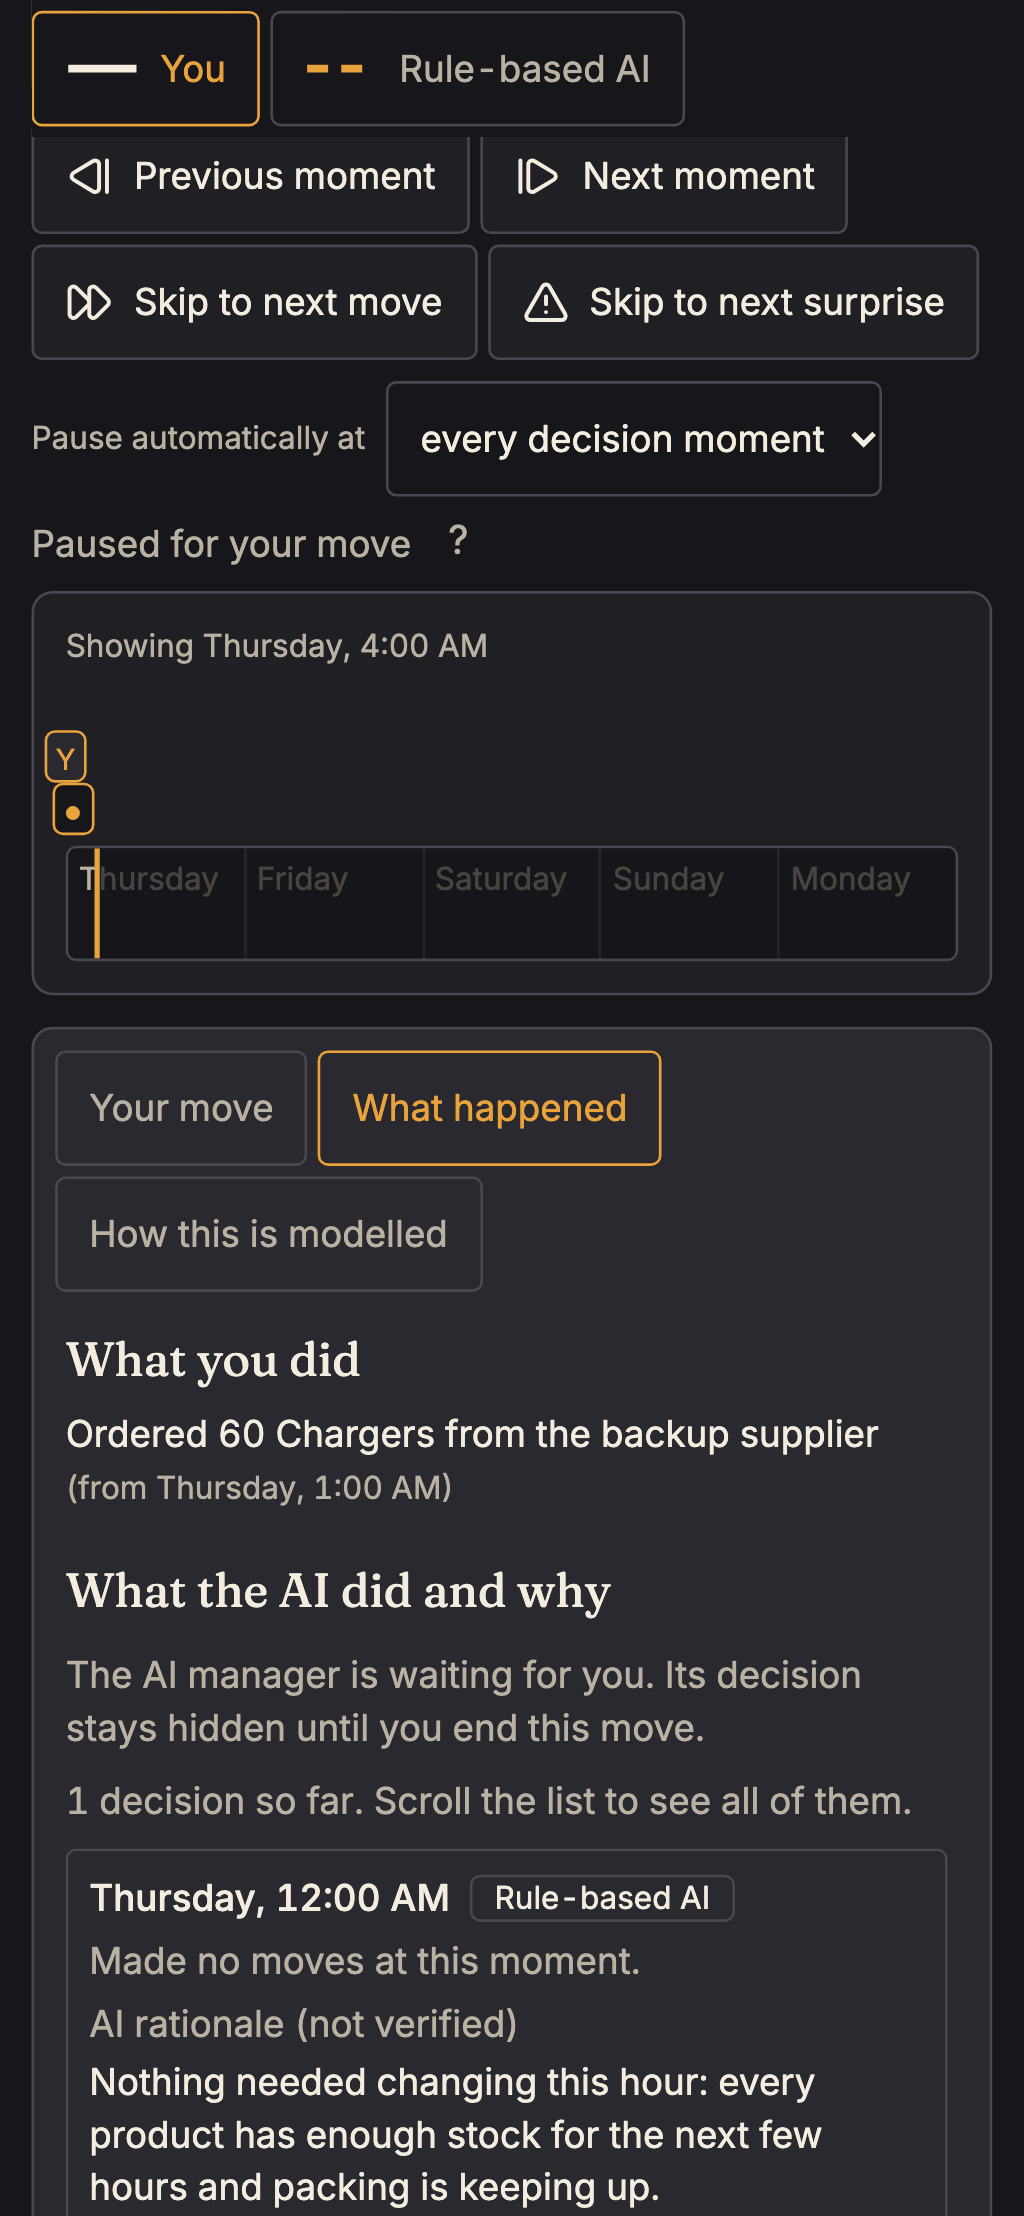 You
Rule-based AI
Previous moment
Next moment
Skip to next move
Skip to next surprise
Pause automatically at
every decision moment
Paused for your move ?
Showing Thursday, 4:00 AM
Y
Thursday
Friday
Saturday
Sunday
Monday
Your move
What happened
How this is modelled
What you did
Ordered 60 Chargers from the backup supplier
(from Thursday, 1:00 AM)
What the AI did and why
The AI manager is waiting for you. Its decision
stays hidden until you end this move.
1 decision so far. Scroll the list to see all of them.
Thursday, 12:00 AM
Rule-based AI
Made no moves at this moment.
AI rationale (not verified)
Nothing needed changing this hour: every
product has enough stock for the next few
hours and packing is keeping up.